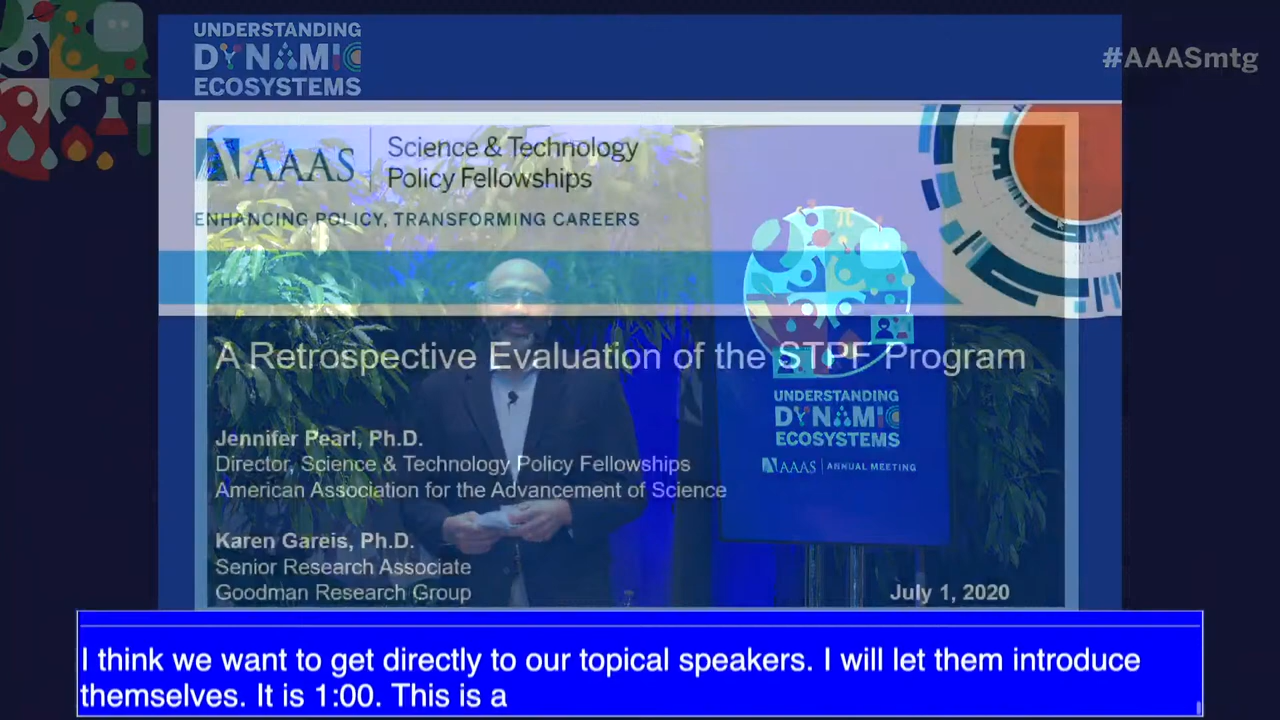 UNDERSTANDING
DYNAMIC
ECOSYSTEMS
#AAASmtg
AAAS
Science & Technology
Policy Fellowships
ENHANCING POLICY, TRANSFORMING CAREERS
A Retrospective Evaluation of the STPF Program
Jennifer Pearl, Ph.D.
Director, Science & Technology Policy Fellowships
American Association for the Advancement of Science
Karen Gareis, Ph.D.
Senior Research Associate
Goodman Research Group
July 1, 2020
UNDERSTANDING
DYNAMIC
ECOSYSTEMS
AAAS ANNUAL MEETING
I think we want to get directly to our topical speakers. I will let them introduce
themselves. It is 1:00. This is a